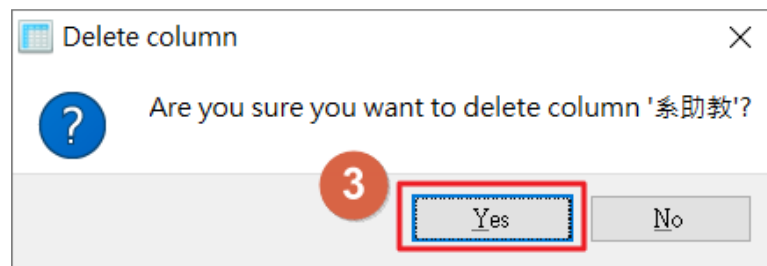 Delete column
Are you sure you want to delete column '系助教'?
3
Yes
No